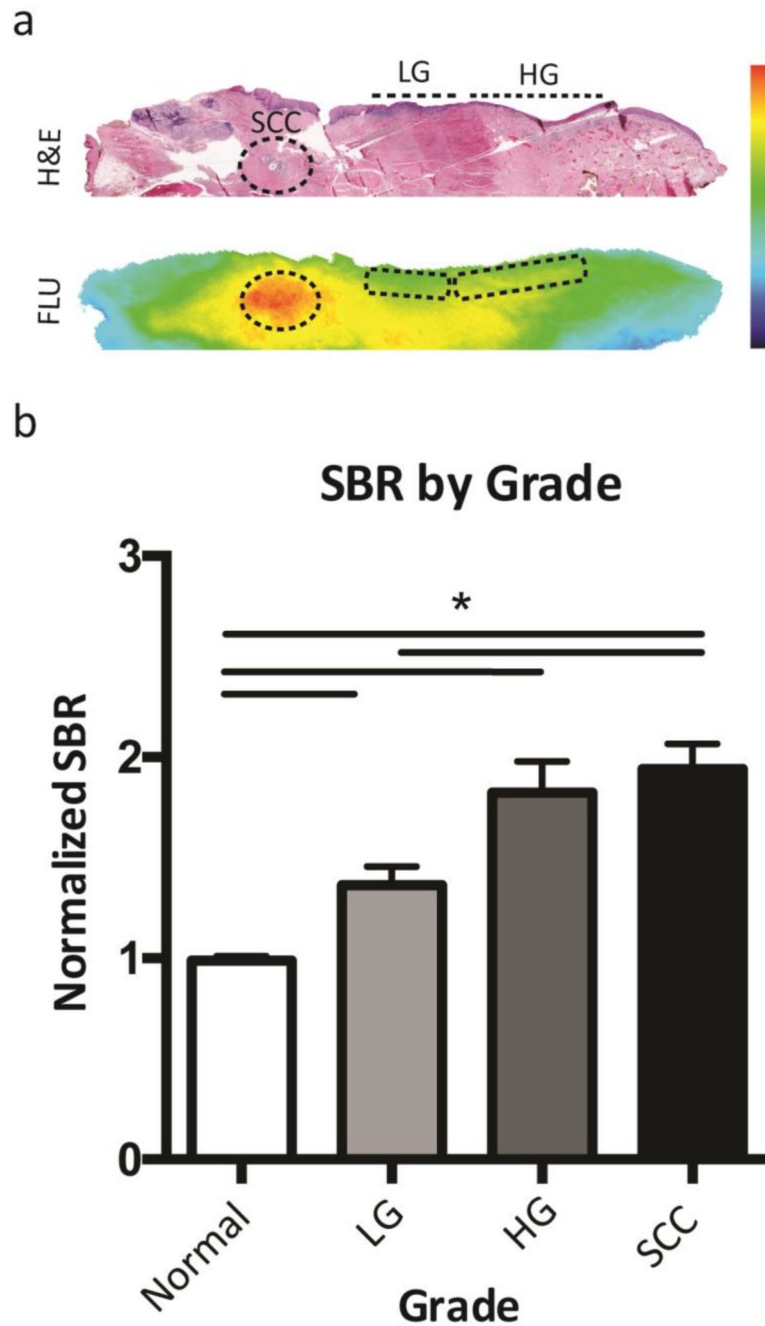 a
LG HG
SCC
H&E
FLU
b
SBR by Grade
3
*
2
1
0
Normalized SBR
Normal LG HG SCC
Grade